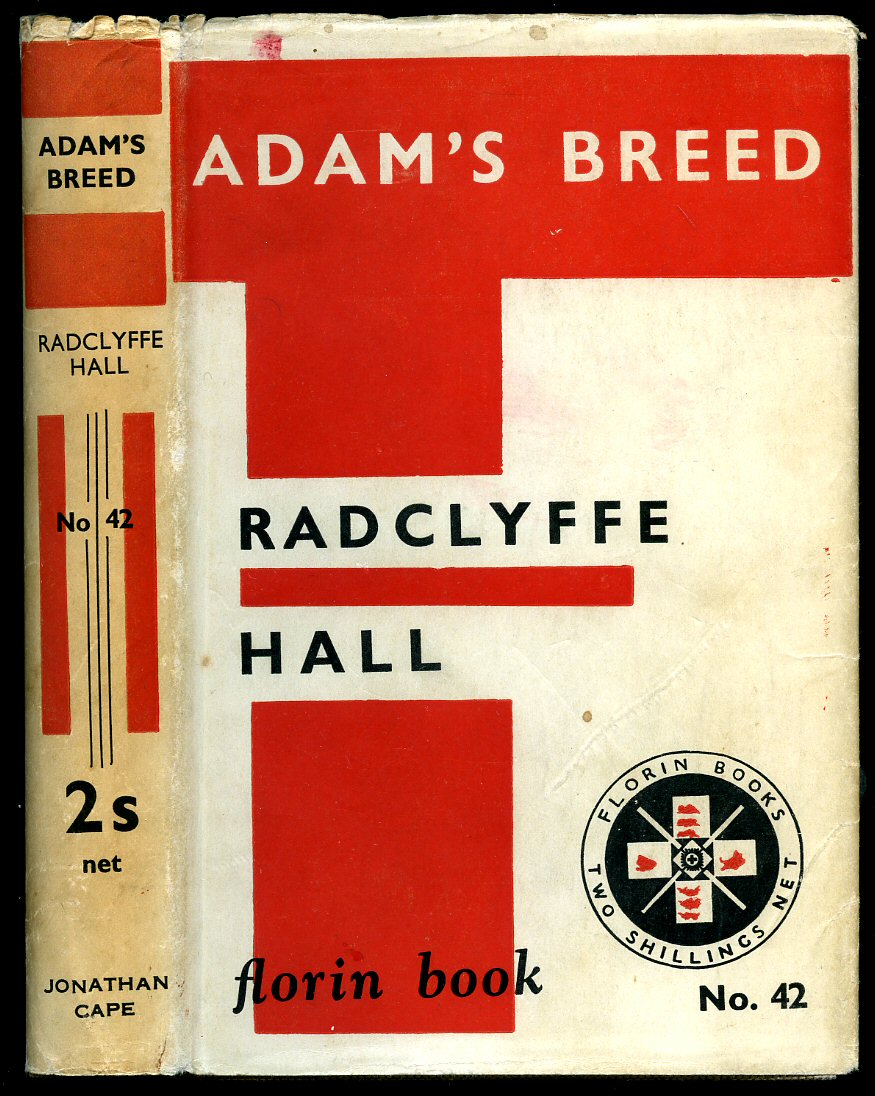 ADAM'S
BREED
RADCLYFFE
HALL
No 42
2s
net
JONATHAN
CAPE
ADAM'S BREED
RADCLYFFE
HALL
florin book
FLORIN BOOKS
TWO SHILLINGS NET
No. 42